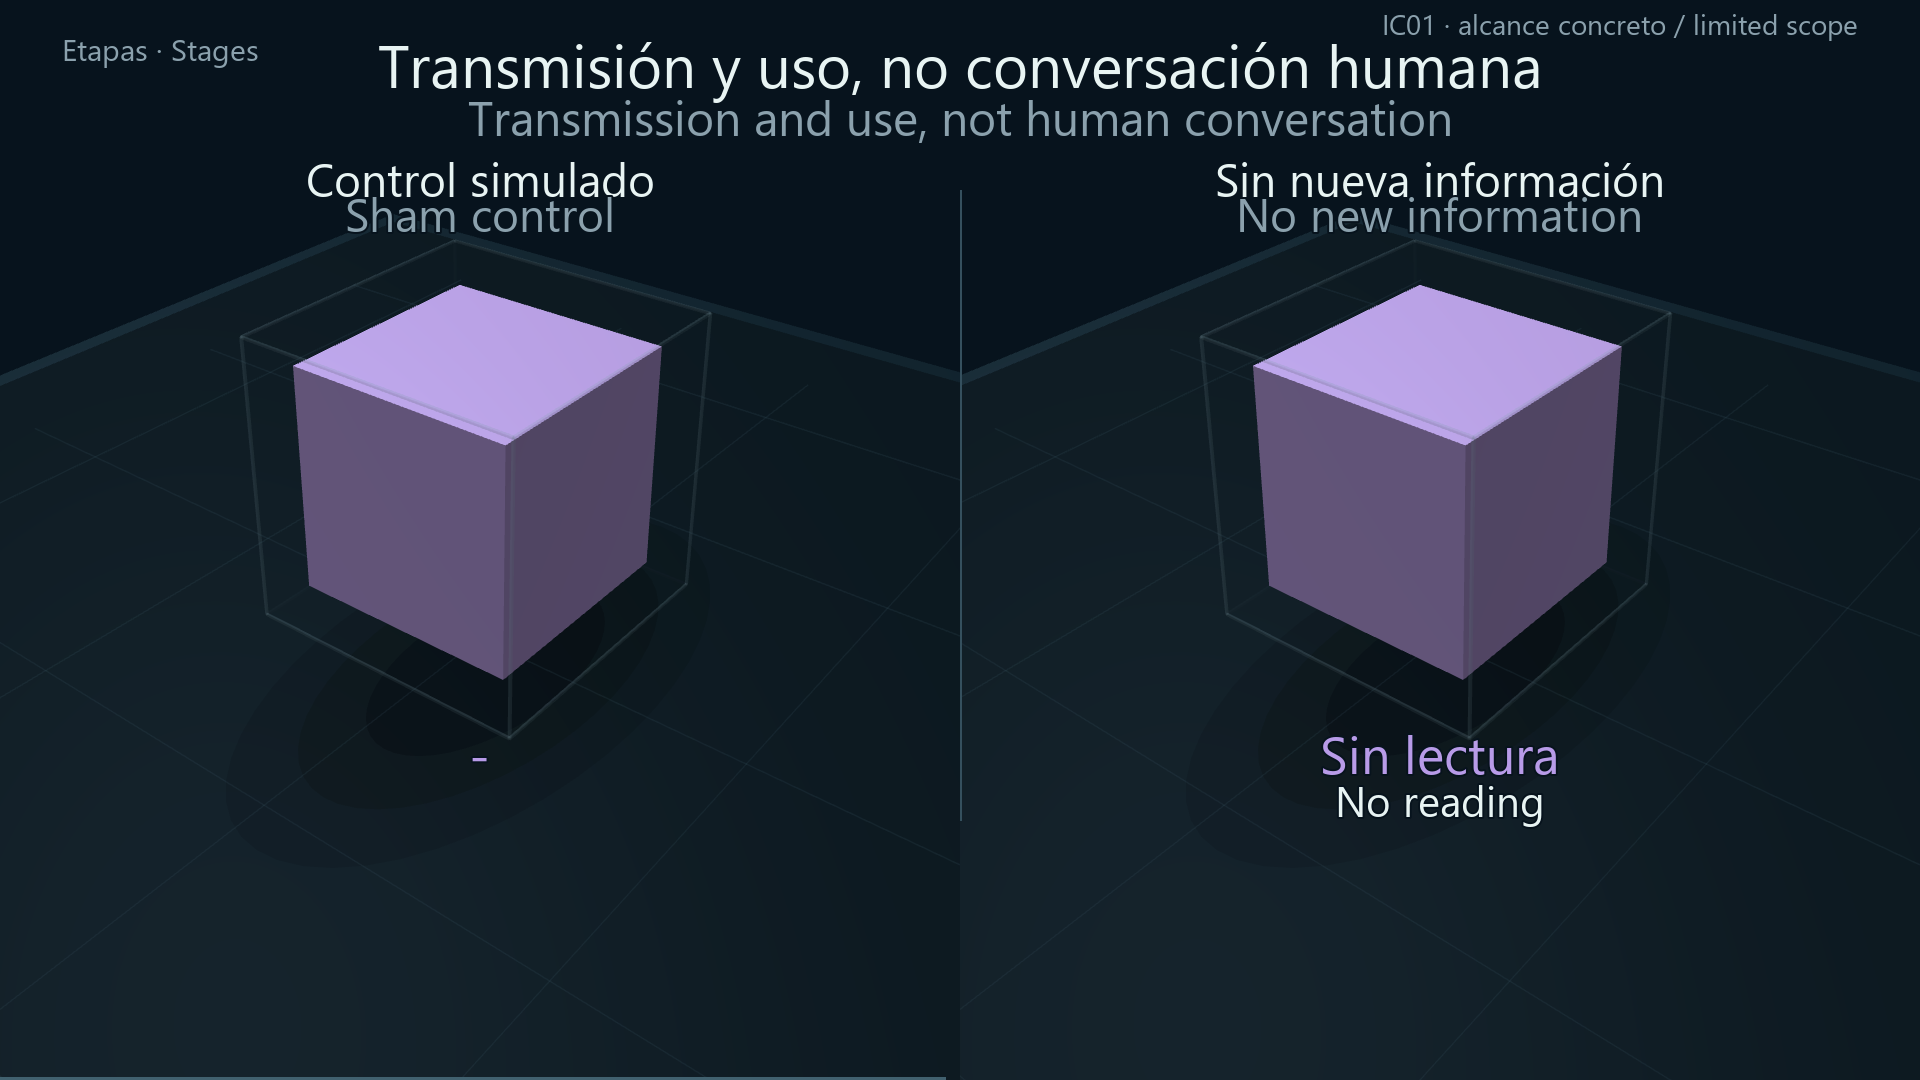 Etapas · Stages
IC01 · alcance concreto / limited scope
Transmisión y uso, no conversación humana
Transmission and use, not human conversation
Control simulado
Sham control
-
Sin nueva información
No new information
Sin lectura
No reading